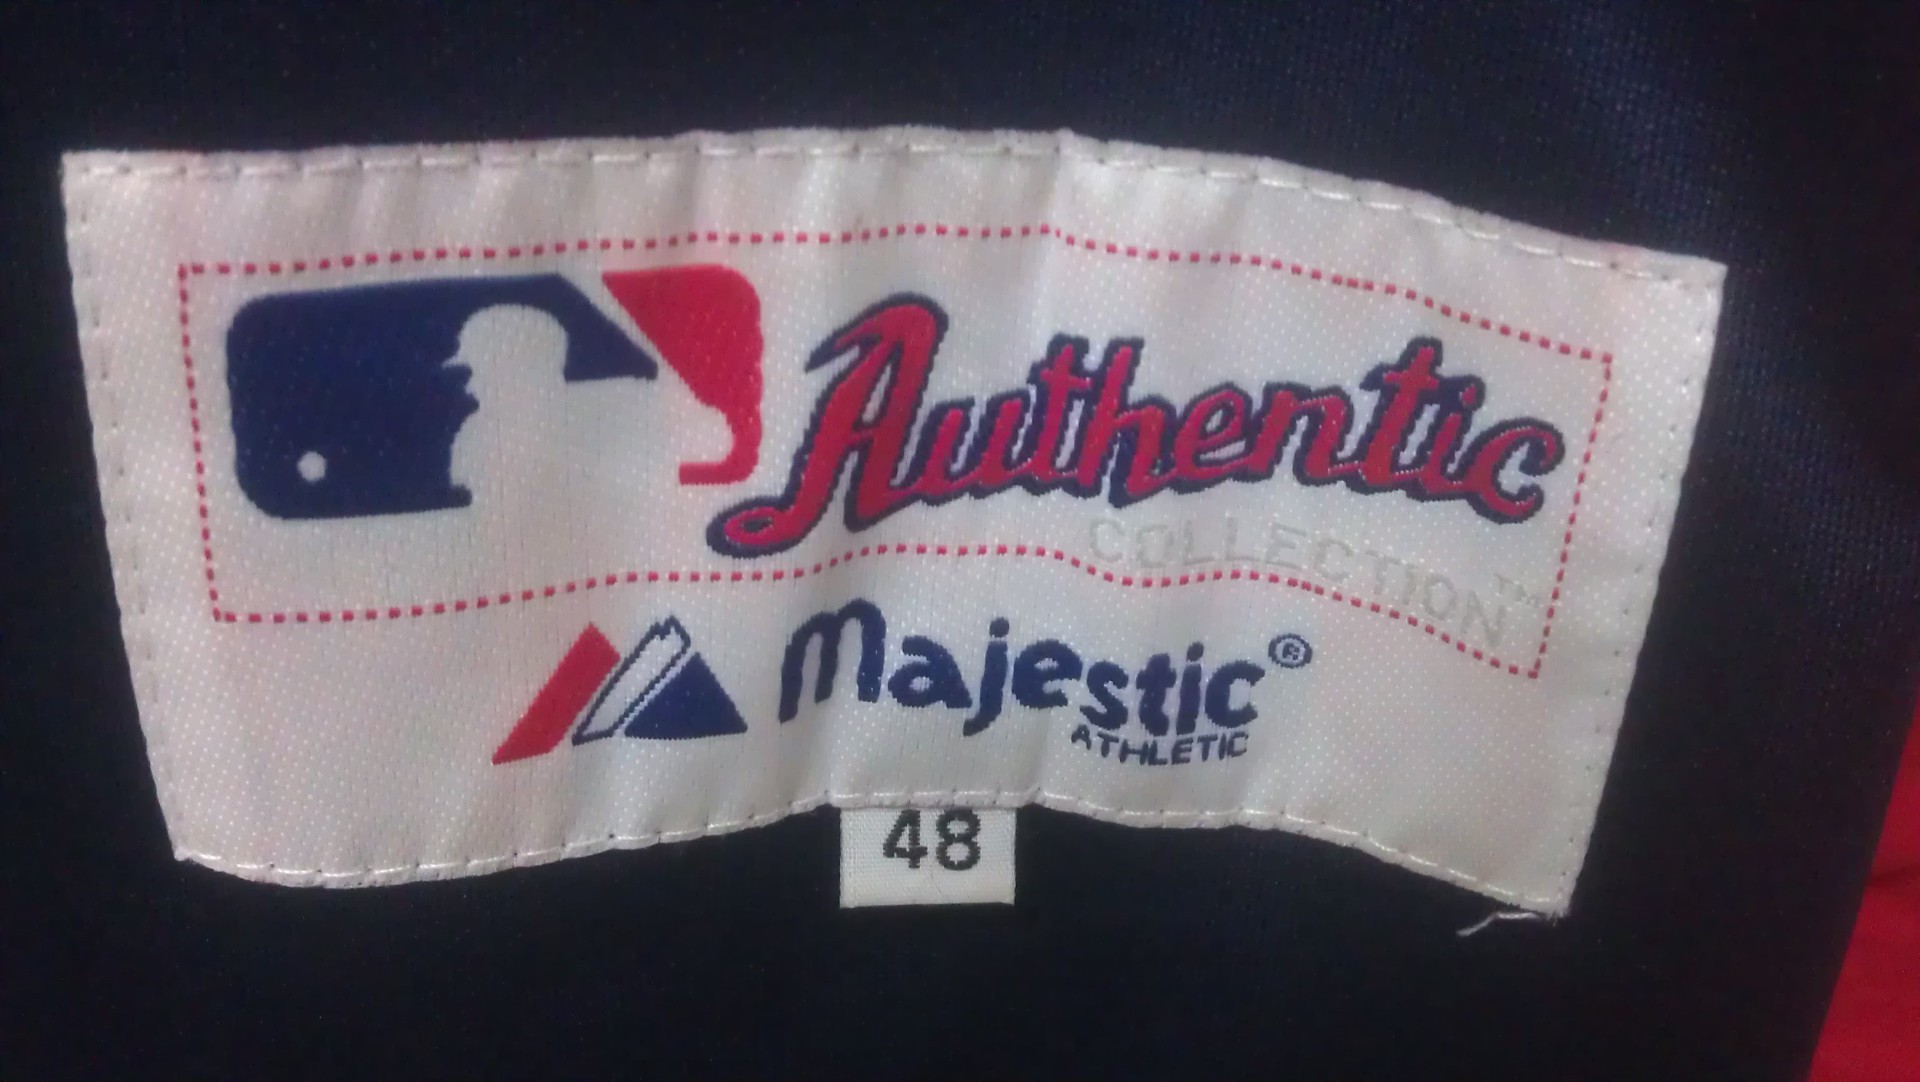 Authentic
COLLECTION™
Majestic®
ATHLETIC
48